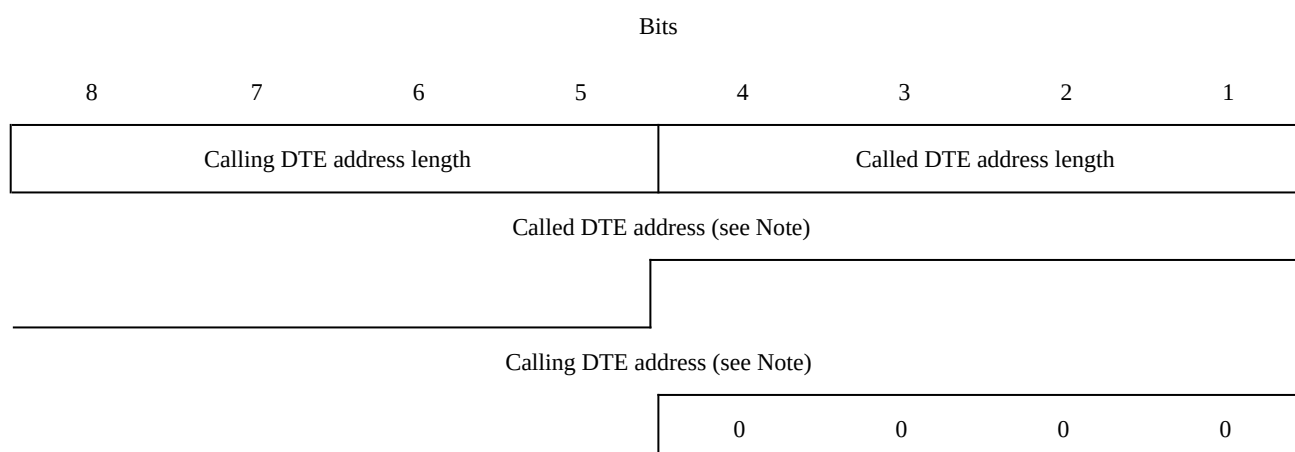 Bits
8 7 6 5 4 3 2 1
Calling DTE address length Called DTE address length
Called DTE address (see Note)
Calling DTE address (see Note)
0 0 0 0